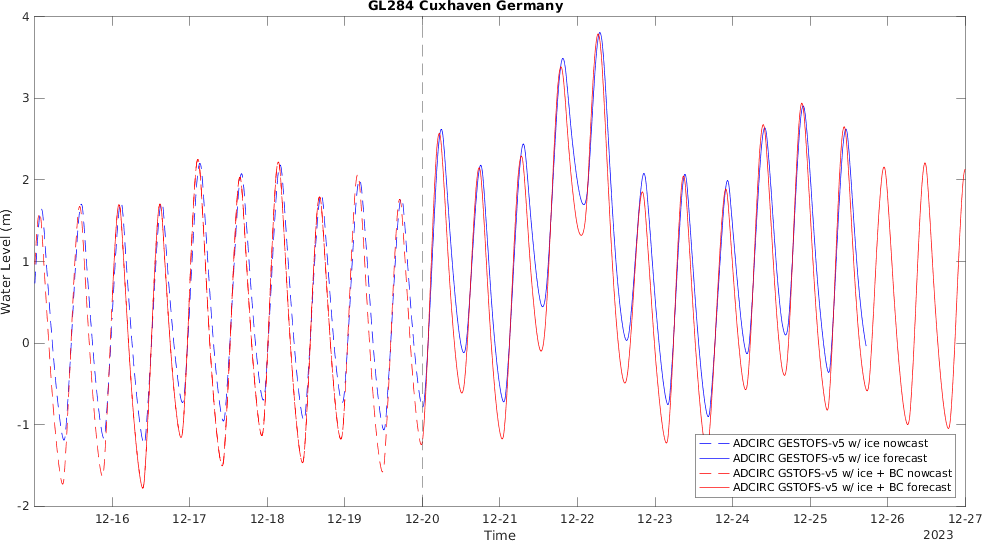 GL284 Cuxhaven Germany
4
3
2
1
0
-1
-2
Water Level (m)
ADCIRC GESTOFS-v5 w/ ice nowcast
ADCIRC GESTOFS-v5 w/ ice forecast
ADCIRC GSTOFS-v5 w/ ice + BC nowcast
ADCIRC GSTOFS-v5 w/ ice + BC forecast
12-16 12-17 12-18 12-19 12-20 12-21 12-22 12-23 12-24 12-25 12-26 12-27
Time
2023